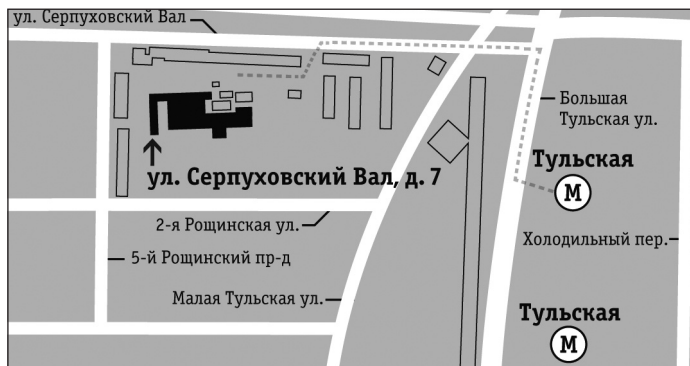 ул. Серпуховский Вал
Большая
Тульская ул.
Тульская
М
ул. Серпуховский Вал, д. 7
2-я Рощинская ул.
Холодильный пер.
5-й Рощинский пр-д
Малая Тульская ул.
Тульская
М